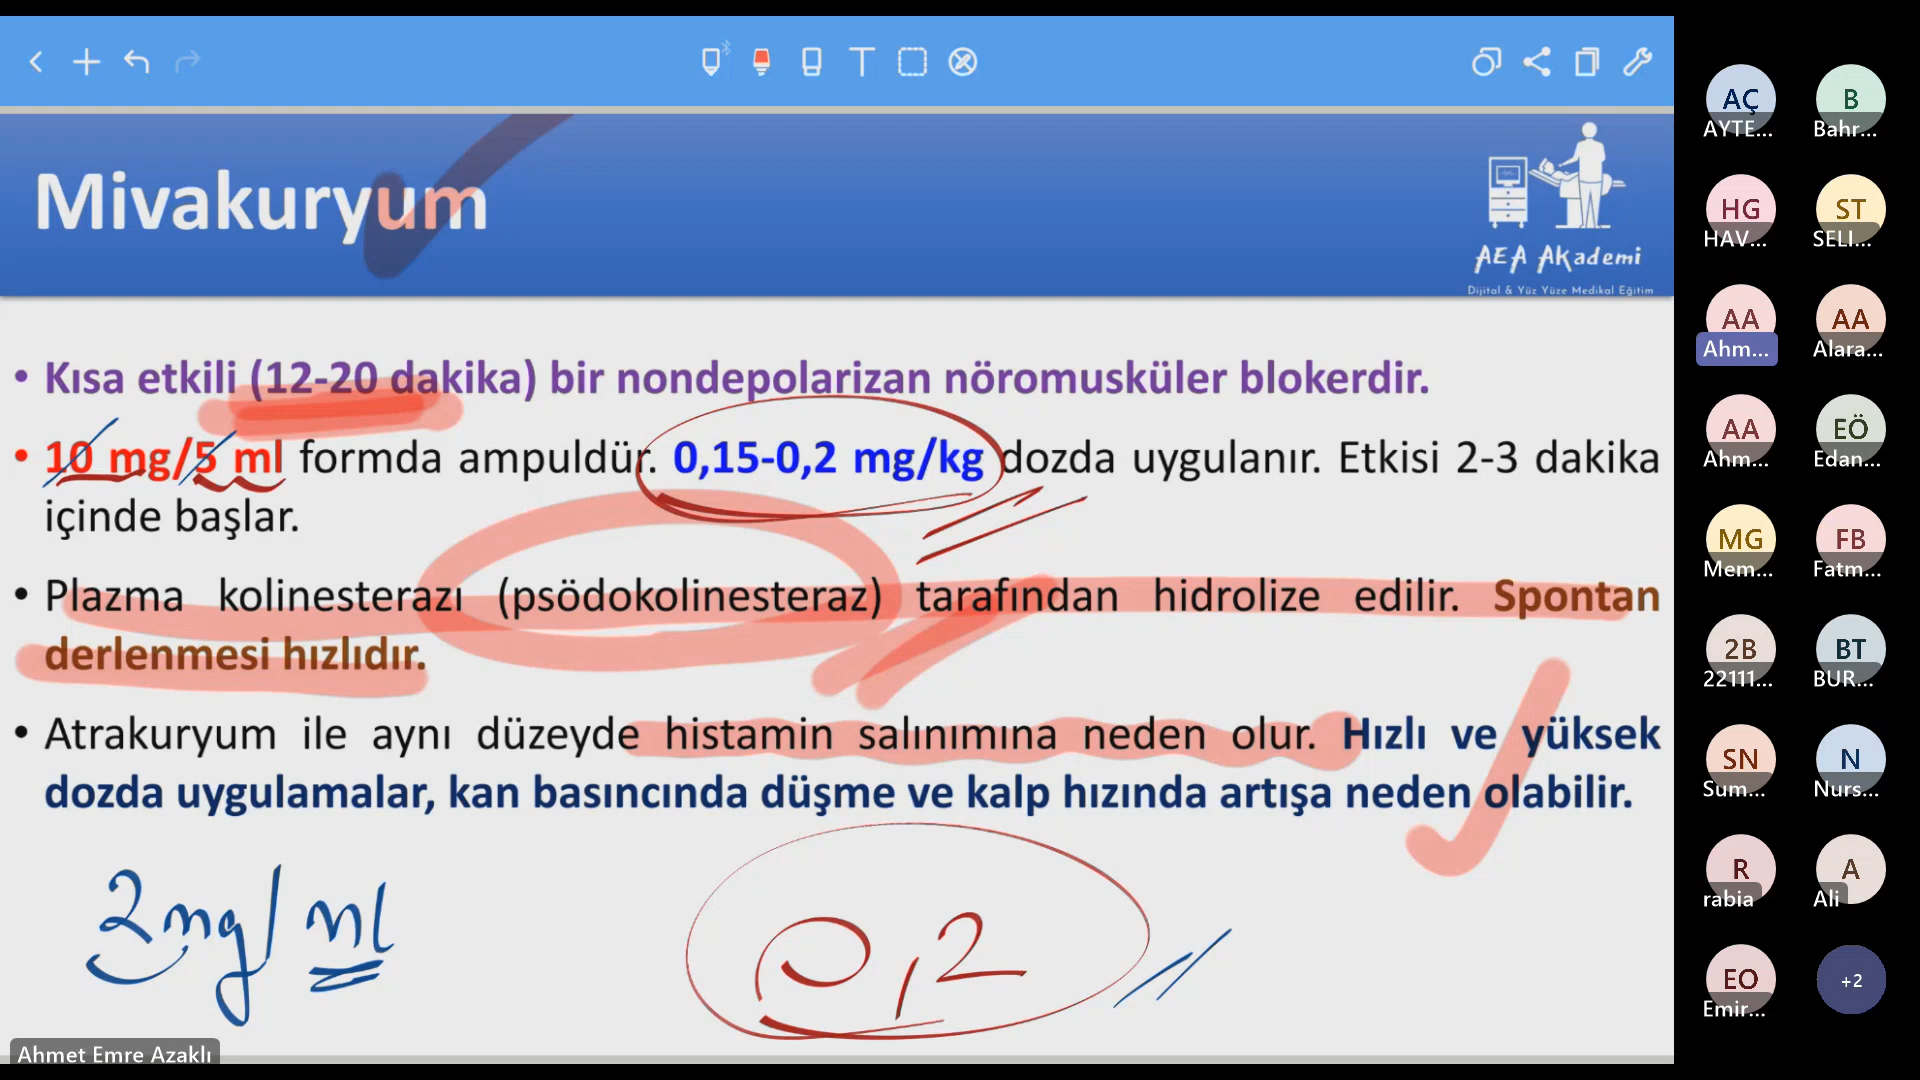 Mivakuryum
AEA Akademi
Dijital & Yüz Yüze Medikal Eğitim
• Kısa etkili (12-20 dakika) bir nondepolarizan nöromusküler blokerdir.
• 10 mg/5 ml formda ampuldür. 0,15-0,2 mg/kg dozda uygulanır. Etkisi 2-3 dakika
içinde başlar.
• Plazma kolinesterazı (psödokolinesteraz) tarafından hidrolize edilir. Spontan
derlenmesi hızlıdır.
• Atrakuryum ile aynı düzeyde histamin salınımına neden olur. Hızlı ve yüksek
dozda uygulamalar, kan basıncında düşme ve kalp hızında artışa neden olabilir.
2mg/ml
0,2
Ahmet Emre Azaklı
AÇ B
AYTE... Bahr...
HG ST
HAV... SELI...
AA AA
Ahm... Alara...
AA EÖ
Ahm... Edan...
MG FB
Mem... Fatm...
2B BT
22111... BUR...
SN N
Sum... Nurs...
R A
rabia Ali
EO +2
Emir...